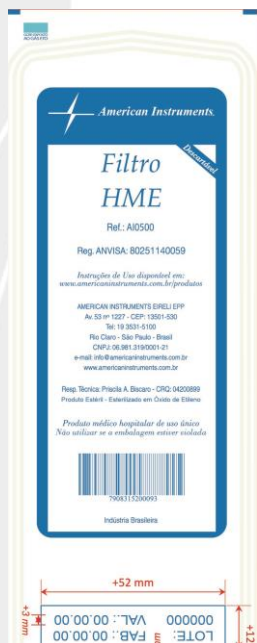 American Instruments
Descartável
Filtro
HME
Ref.: AI0500
Reg. ANVISA: 80251140059
Instruções de Uso disponível em:
www.americaninstruments.com.br/produtos
AMERICAN INSTRUMENTS EIRELI EPP
Av. 53 nº 1227 - CEP: 13501-530
Tel: 19 3531-5100
Rio Claro - São Paulo - Brasil
CNPJ: 06.981.319/0001-21
e-mail: info@americaninstruments.com.br
www.americaninstruments.com.br
Resp. Técnica: Priscila A. Biscaro - CRQ: 04200899
Produto Estéril - Esterilizado em Óxido de Etileno
Produto médico hospitalar de uso único
Não utilizar se a embalagem estiver violada
7908315200093
Indústria Brasileira
+52 mm
+3 mm
+12
LOTE: FAB.: 00.00.00
000000 VAL.: 00.00.00